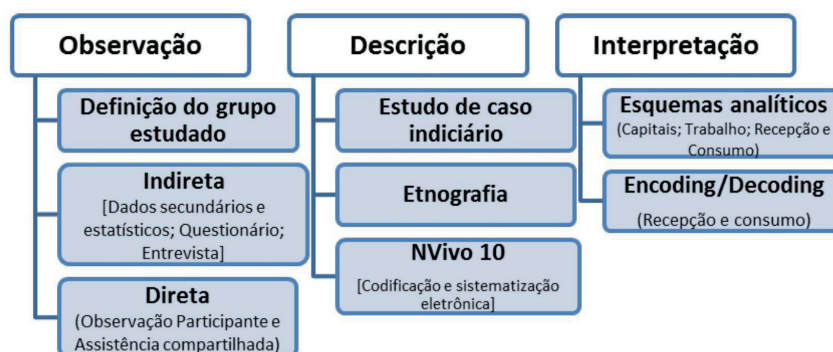 Observação
Definição do grupo
estudado
Indireta
[Dados secundários e
estatísticos; Questionário;
Entrevista]
Direta
(Observação Participante e
Assistência compartilhada)
Descrição
Estudo de caso
indiciário
Etnografia
NVivo 10
[Codificação e sistematização
eletrônica]
Interpretação
Esquemas analíticos
(Capitais; Trabalho; Recepção e
Consumo)
Encoding/Decoding
(Recepção e consumo)